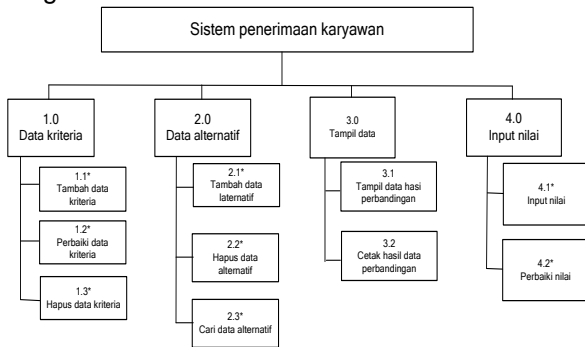 Sistem penerimaan karyawan
1.0
Data kriteria
2.0
Data alternatif
3.0
Tampil data
4.0
Input nilai
1.1*
Tambah data
kriteria
1.2*
Perbaiki data
kriteria
1.3*
Hapus data kriteria
2.1*
Tambah data
laternatif
2.2*
Hapus data
alternatif
2.3*
Cari data alternatif
3.1
Tampil data hasi
perbandingan
3.2
Cetak hasil data
perbandingan
4.1*
Input nilai
4.2*
Perbaiki nilai